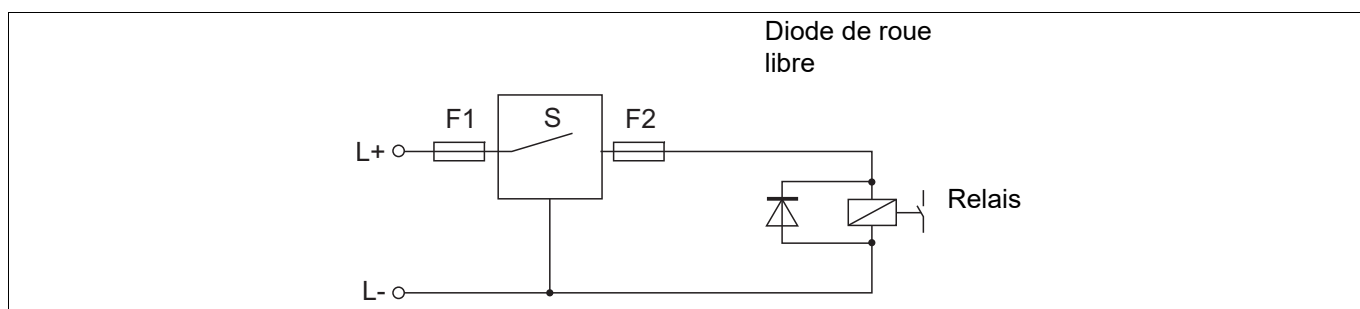 Diode de roue
libre
F1
S
F2
L+
Relais
L-